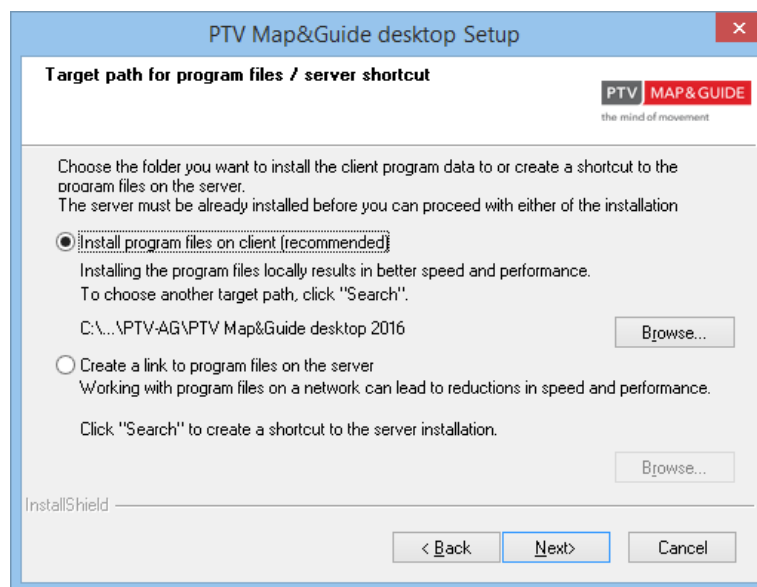 PTV Map&Guide desktop Setup
Target path for program files / server shortcut
PTV MAP&GUIDE
the mind of movement
Choose the folder you want to install the client program data to or create a shortcut to the
program files on the server.
The server must be already installed before you can proceed with either of the installation
Install program files on client (recommended)
Installing the program files locally results in better speed and performance.
To choose another target path, click "Search".
C:\...\PTV-AG\PTV Map&Guide desktop 2016
Browse...
Create a link to program files on the server
Working with program files on a network can lead to reductions in speed and performance.
Click "Search" to create a shortcut to the server installation.
Browse...
InstallShield
< Back
Next>
Cancel